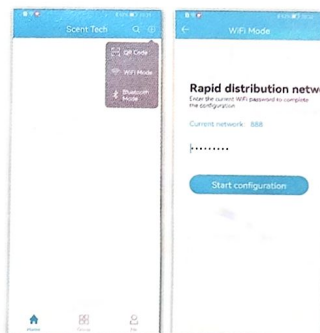 Scent Tech
QR Code
WiFi Mode
Bluetooth
Mode
Home
Group
Me
WiFi Mode
Rapid distribution netw
Enter the current WiFi password to complete
the configuration
Current network: 888
Start configuration